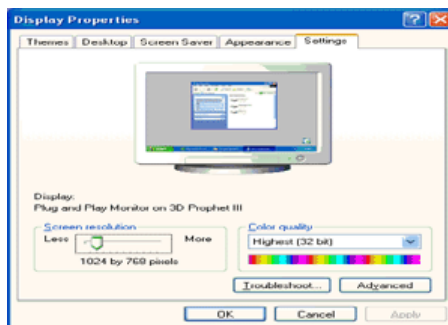 Display Properties
Themes Desktop Screen Saver Appearance Settings
Display:
Plug and Play Monitor on 3D Prophet III
Screen resolution
Less More
1024 by 768 pixels
Color quality
Highest (32 bit)
Troubleshoot... Advanced
OK Cancel Apply